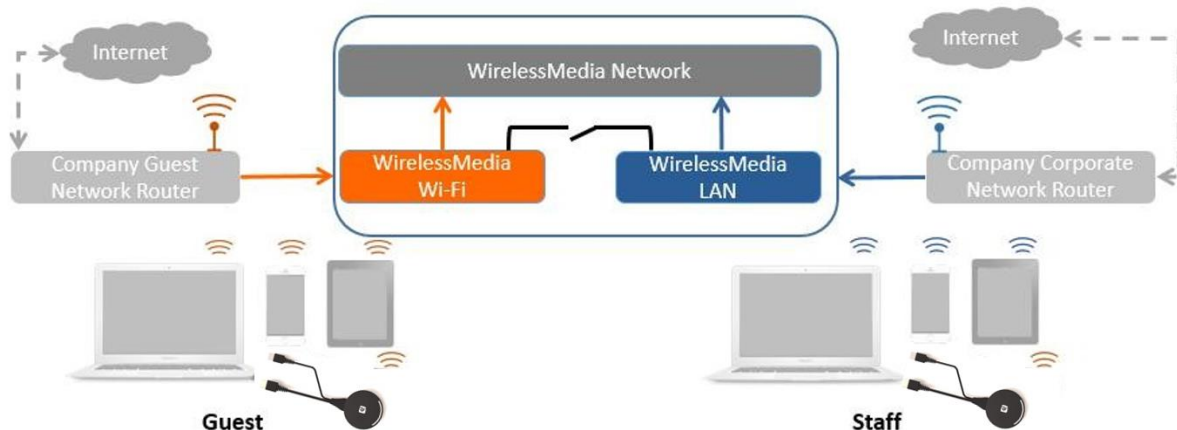 Internet
Internet
WirelessMedia Network
Company Guest
Network Router
WirelessMedia
Wi-Fi
WirelessMedia
LAN
Company Corporate
Network Router
Guest
Staff